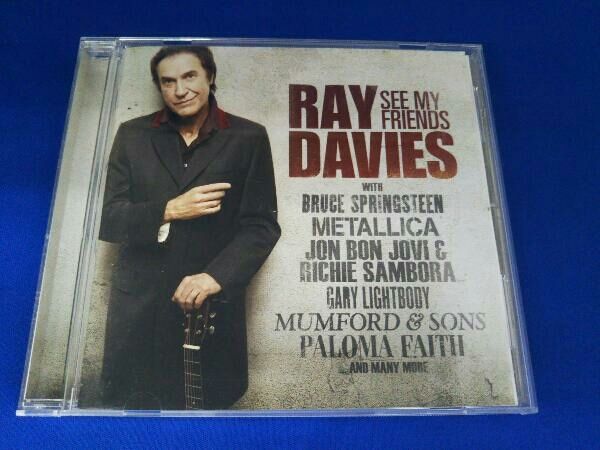 RAY SEE MY FRIENDS
DAVIES
WITH
BRUCE SPRINGSTEEN
METALLICA
JON BON JOVI &
RICHIE SAMBORA
GARY LIGHTBODY
MUMFORD & SONS
PALOMA FAITH
...AND MANY MORE